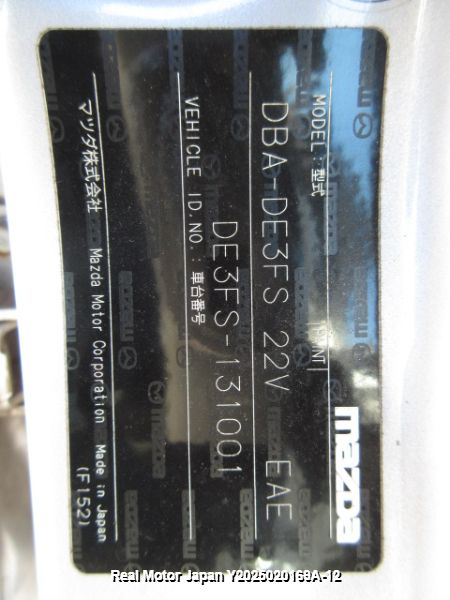 mazda
MODEL:型式
DBA-DE3FS 22V EAE
VEHICLE ID.NO.:車台番号
DE3FS-131001
マツダ株式会社 Mazda Motor Corporation Made in Japan
(F152)
Real Motor Japan Y2025020169A-12